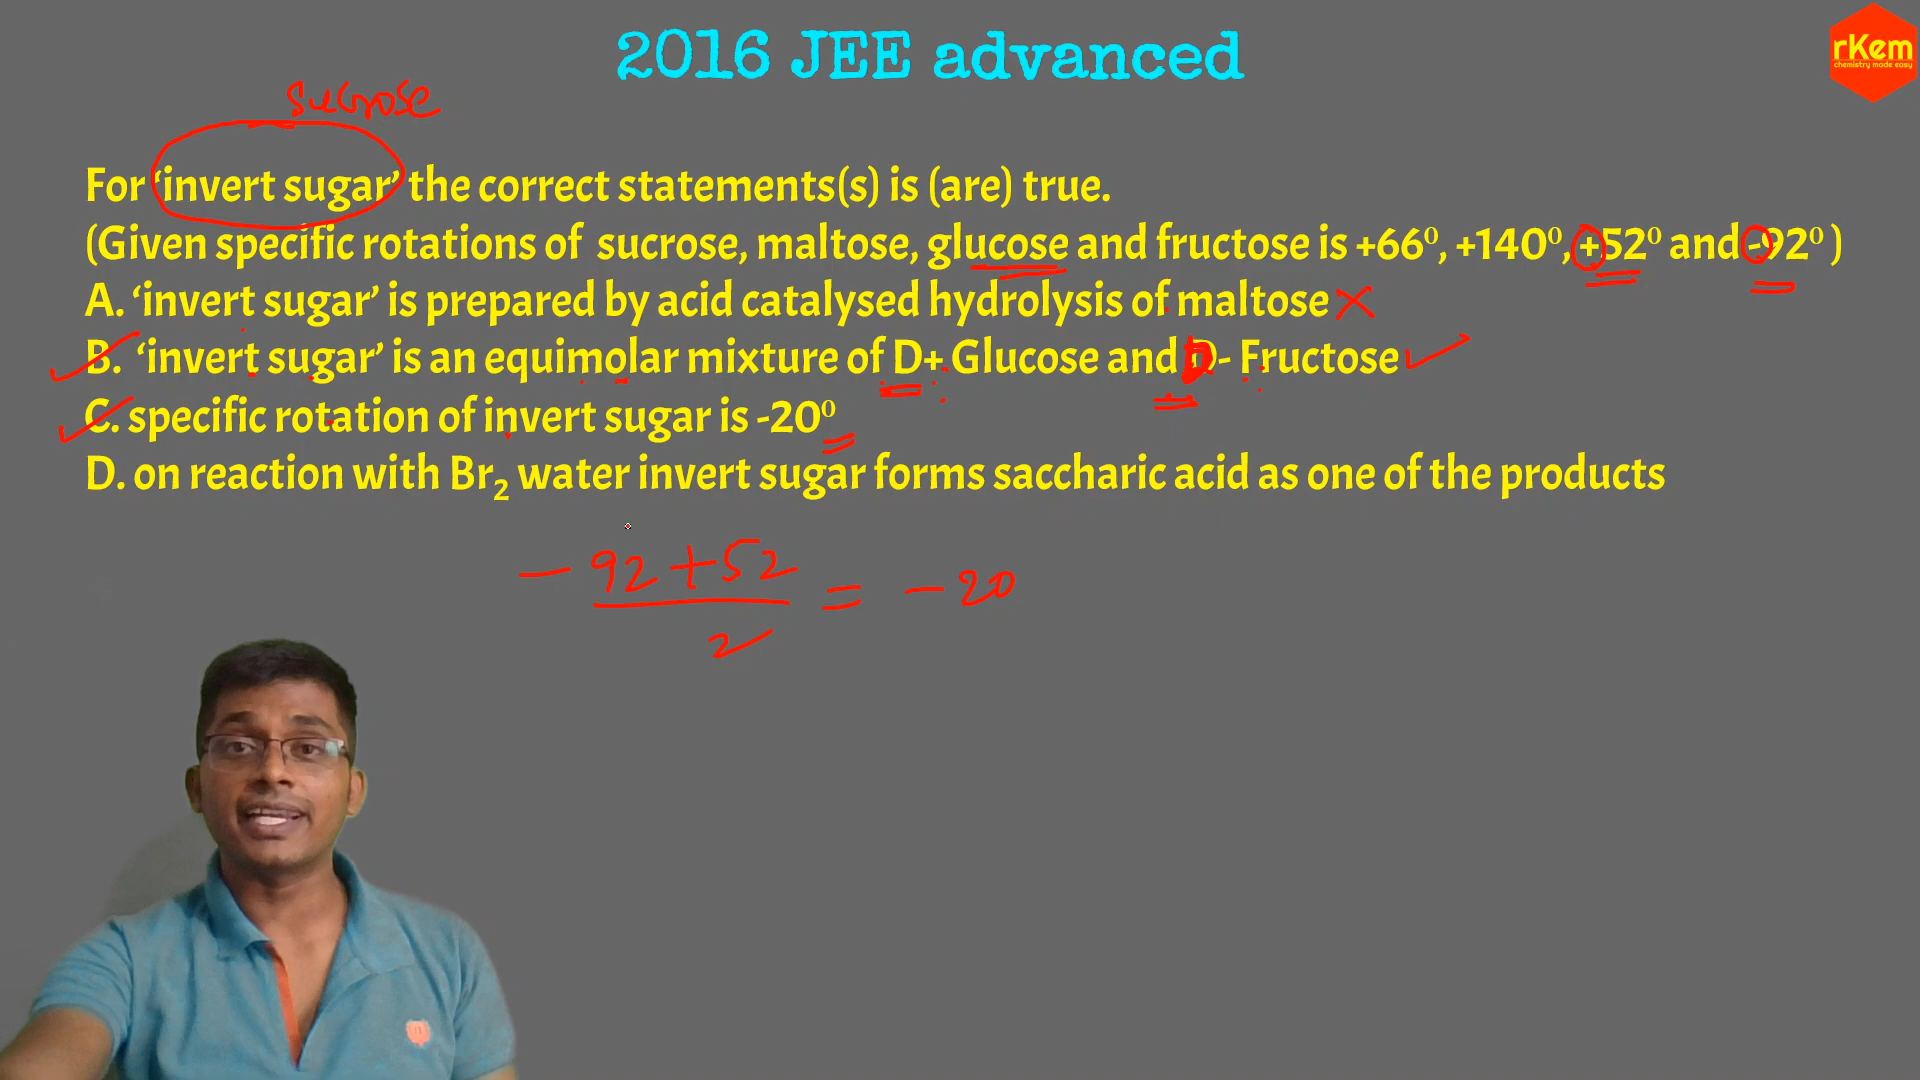 2016 JEE advanced
rKem
chemistry made easy
sucrose
For ‘invert sugar’ the correct statements(s) is (are) true.
(Given specific rotations of sucrose, maltose, glucose and fructose is +66⁰, +140⁰, +52⁰ and -92⁰ )
A. ‘invert sugar’ is prepared by acid catalysed hydrolysis of maltose
B. ‘invert sugar’ is an equimolar mixture of D+ Glucose and D- Fructose
C. specific rotation of invert sugar is -20⁰
D. on reaction with Br₂ water invert sugar forms saccharic acid as one of the products
- 92 + 52
= - 20
2